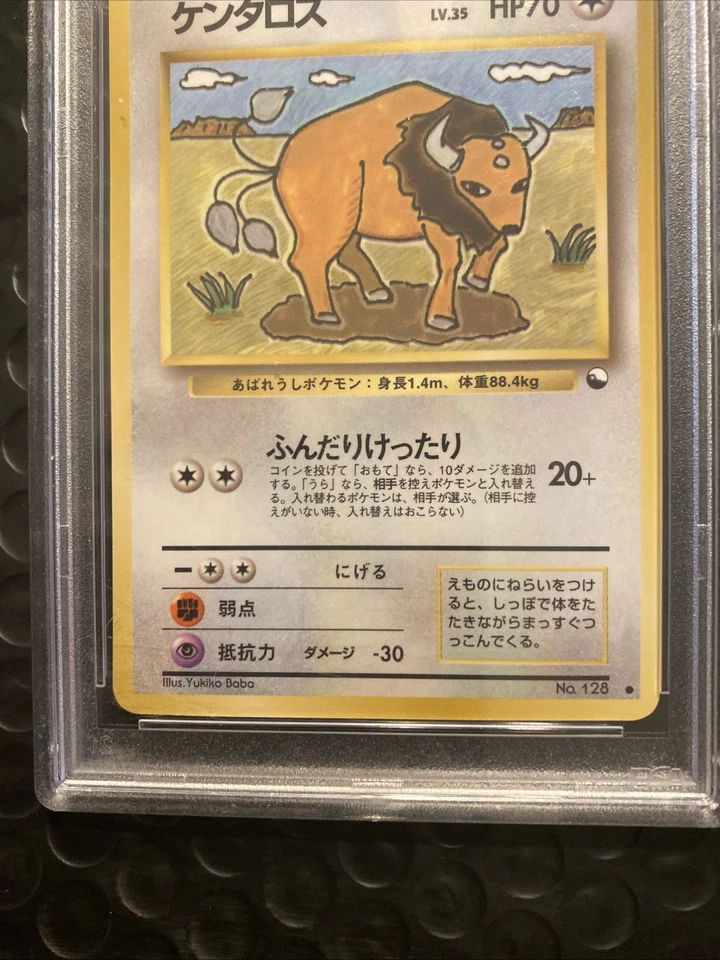 ケンタロス LV.35 HP70
あばれうしポケモン：身長1.4m、体重88.4kg
ふんだりけったり
コインを投げて「おもて」なら、10ダメージを追加
する。「うら」なら、相手を控えポケモンと入れ替え
る。入れ替わるポケモンは、相手が選ぶ。（相手に控
えがいない時、入れ替えはおこらない）
20+
にげる
弱点
抵抗力 ダメージ -30
えものにねらいをつけ
ると、しっぽで体をた
たきながらまっすぐつ
っこんでくる。
Illus.Yukiko Baba
No. 128